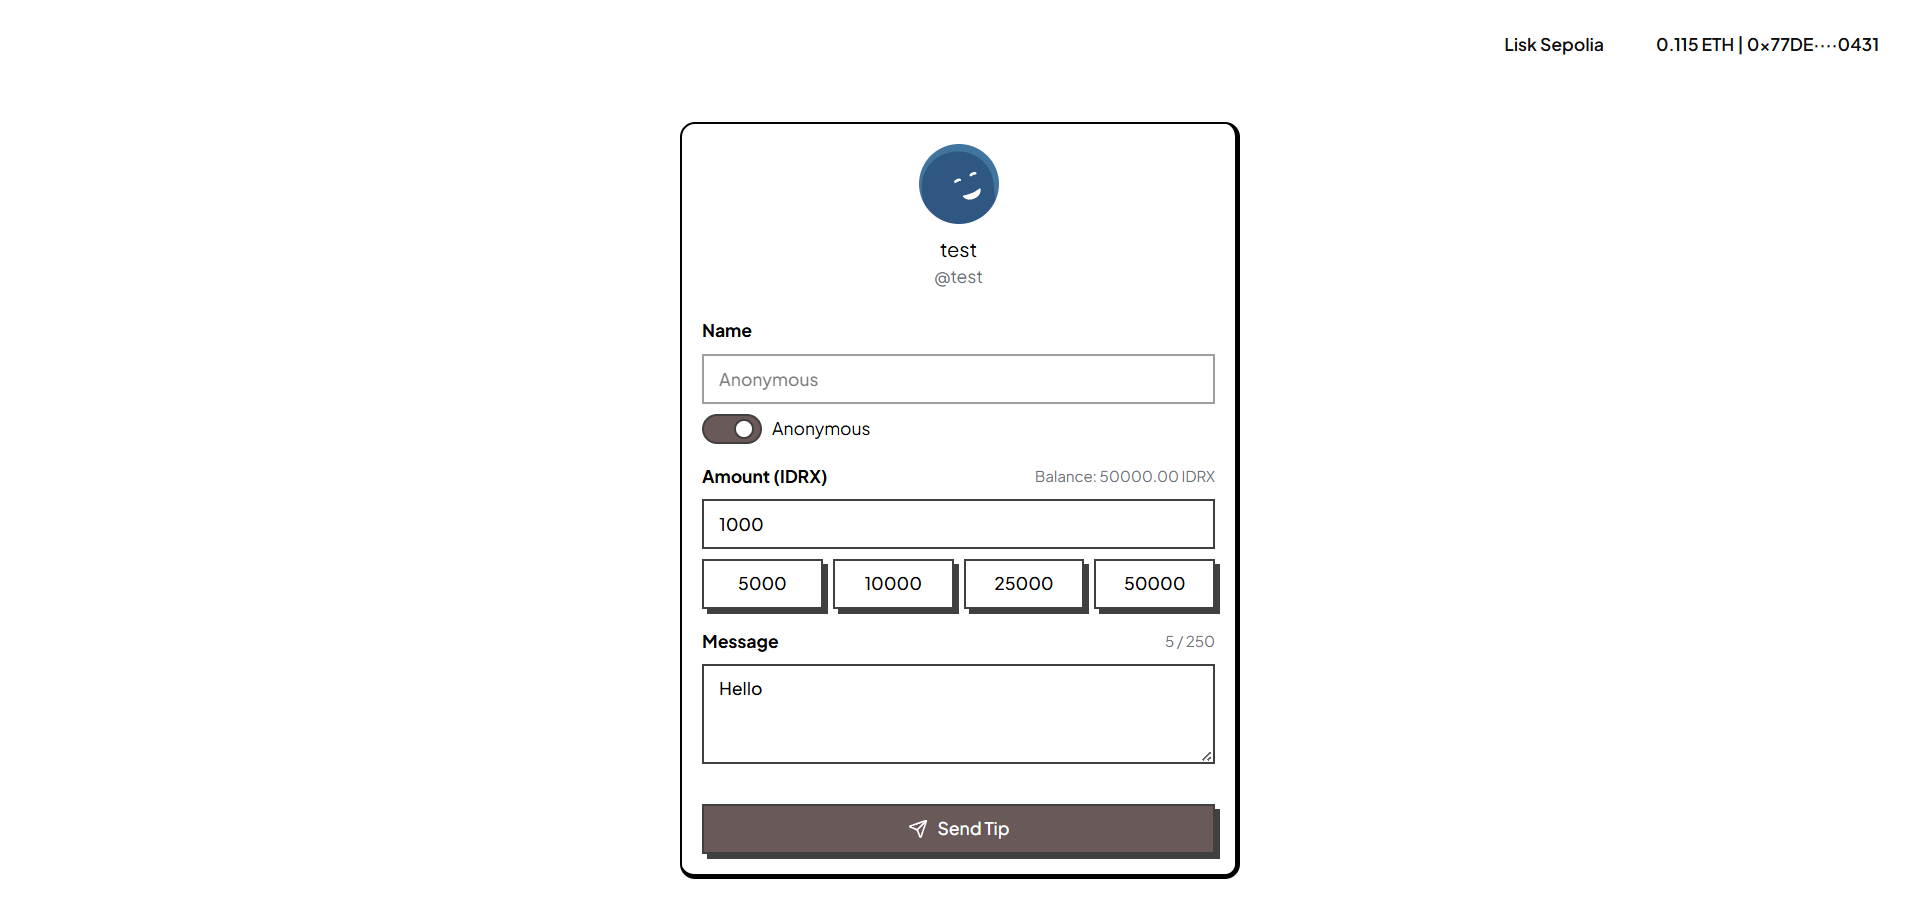 Lisk Sepolia
0.115 ETH | 0x77DE····0431
test
@test
Name
Anonymous
Anonymous
Amount (IDRX)
Balance: 50000.00 IDRX
1000
5000
10000
25000
50000
Message
5 / 250
Hello
Send Tip